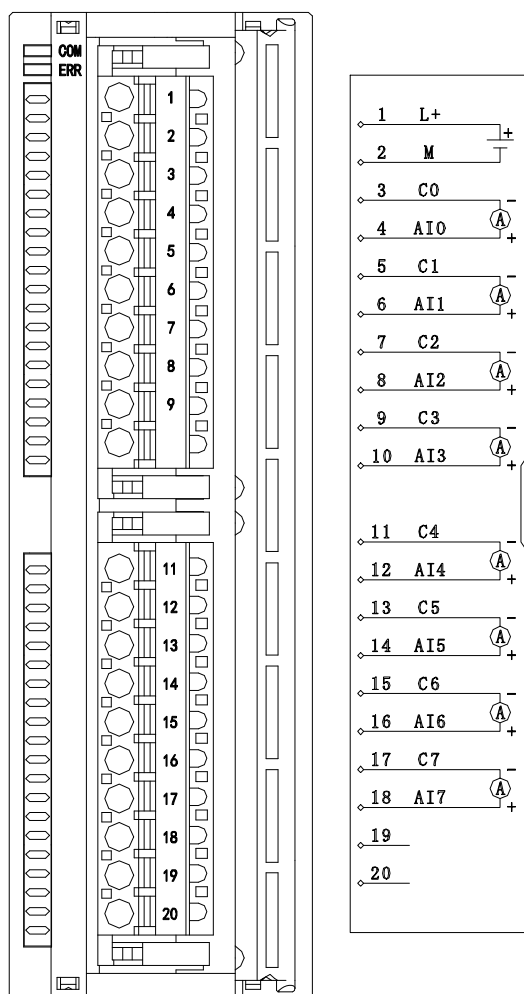 COM
ERR
1
2
3
4
5
6
7
8
9
11
12
13
14
15
16
17
18
19
20
1 L+
+
2 M
3 C0 -
A
4 AI0 +
5 C1 -
A
6 AI1 +
7 C2 -
A
8 AI2 +
9 C3 -
A
10 AI3 +
11 C4 -
A
12 AI4 +
13 C5 -
A
14 AI5 +
15 C6 -
A
16 AI6 +
17 C7 -
A
18 AI7 +
19
20